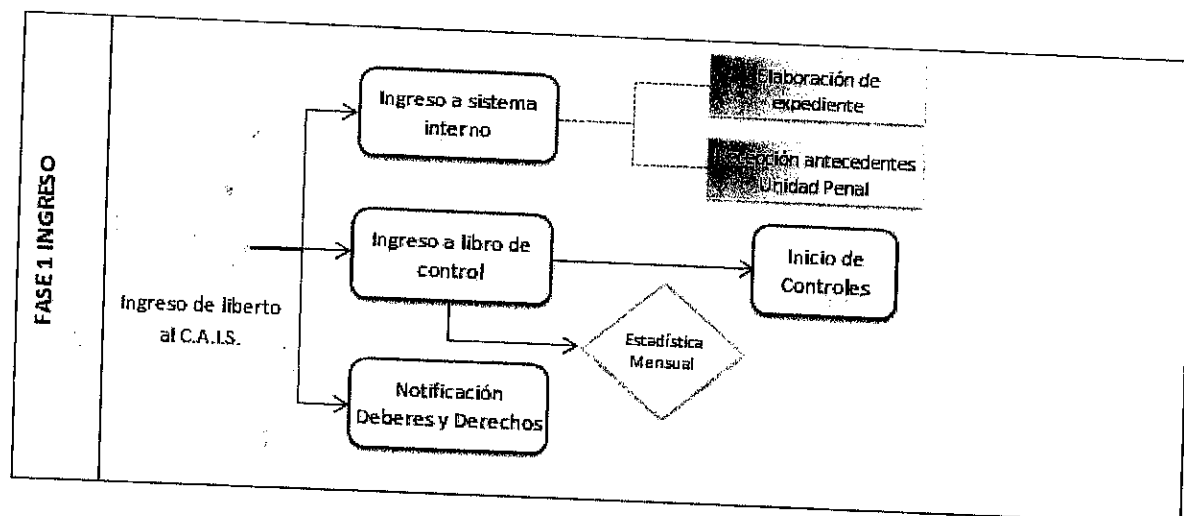 FASE 1 INGRESO
Ingreso de liberto
al C.A.I.S.
Ingreso a sistema
interno
Elaboración de
expediente
Recepción antecedentes
Unidad Penal
Ingreso a libro de
control
Inicio de
Controles
Estadística
Mensual
Notificación
Deberes y Derechos